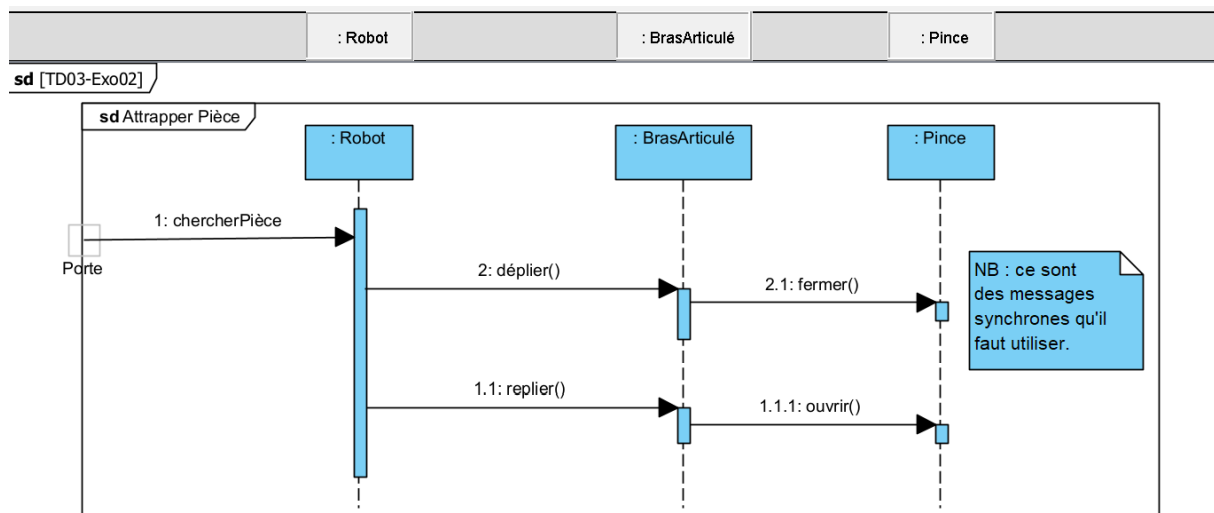 : Robot
: BrasArticulé
: Pince
sd [TD03-Exo02]
sd Attrapper Pièce
: Robot
: BrasArticulé
: Pince
1: chercherPièce
Porte
2: déplier()
2.1: fermer()
NB : ce sont
des messages
synchrones qu'il
faut utiliser.
1.1: replier()
1.1.1: ouvrir()